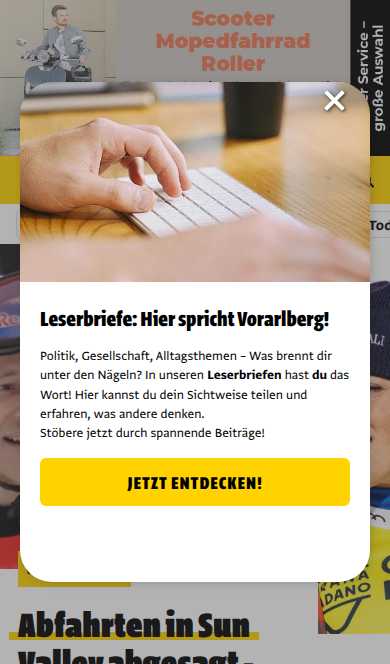 Scooter
Mopedfahrrad
Roller
er Service –
große Auswahl
Tod
Leserbriefe: Hier spricht Vorarlberg!
Politik, Gesellschaft, Alltagsthemen – Was brennt dir
unter den Nägeln? In unseren Leserbriefen hast du das
Wort! Hier kannst du dein Sichtweise teilen und
erfahren, was andere denken.
Stöbere jetzt durch spannende Beiträge!
JETZT ENTDECKEN!
DANO
Abfahrten in Sun
Valley abgesagt -